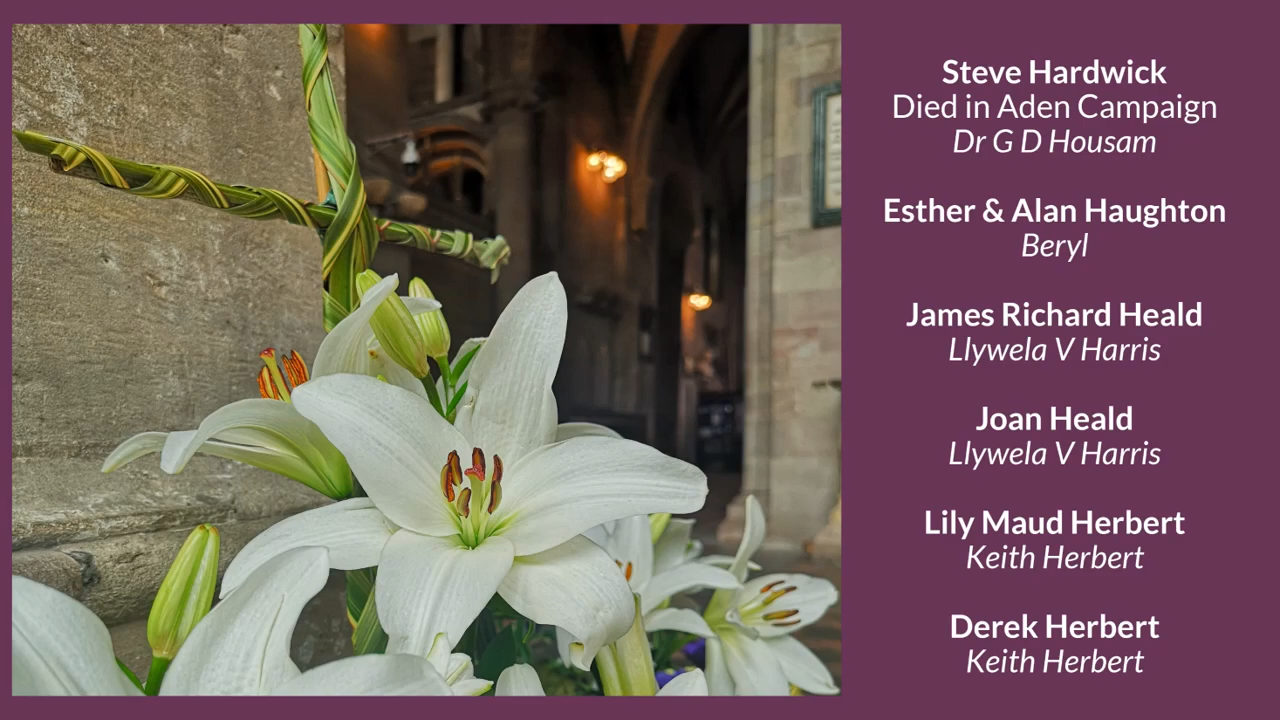 Steve Hardwick
Died in Aden Campaign
Dr G D Housam
Esther & Alan Haughton
Beryl
James Richard Heald
Llywela V Harris
Joan Heald
Llywela V Harris
Lily Maud Herbert
Keith Herbert
Derek Herbert
Keith Herbert